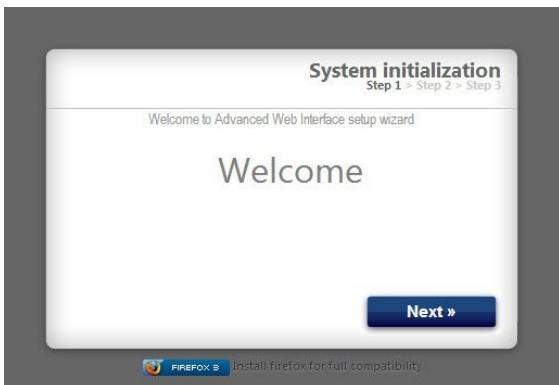 System initialization
Step 1 > Step 2 > Step 3
Welcome to Advanced Web Interface setup wizard
Welcome
Next »
FIREFOX 3 Install firefox for full compatibility